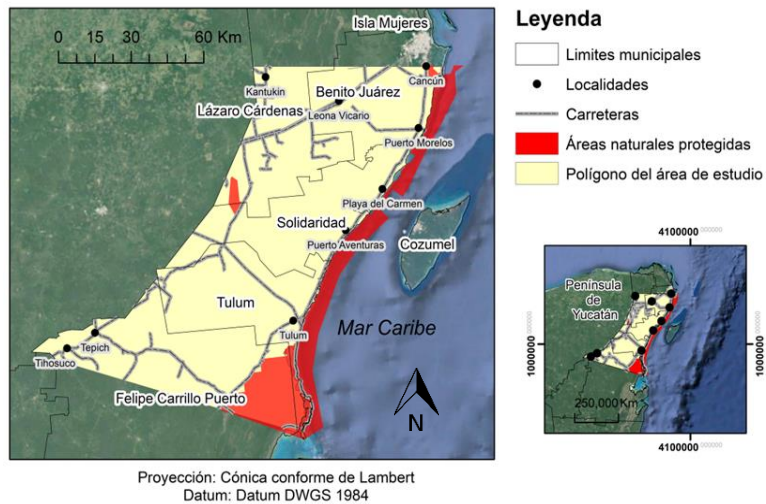 Isla Mujeres
0 15 30 60 Km
Cancún
Kantukin
Benito Juárez
Lázaro Cárdenas
Leona Vicario
Puerto Morelos
Playa del Carmen
Solidaridad
Puerto Aventuras
Cozumel
Tulum
Mar Caribe
Tulum
Tepich
Tihosuco
Felipe Carrillo Puerto
N
Proyección: Cónica conforme de Lambert
Datum: Datum DWGS 1984
Leyenda
Limites municipales
Localidades
Carreteras
Áreas naturales protegidas
Polígono del área de estudio
4100000
Península
de
Yucatán
1000000
1000000
250,000 Km
4100000